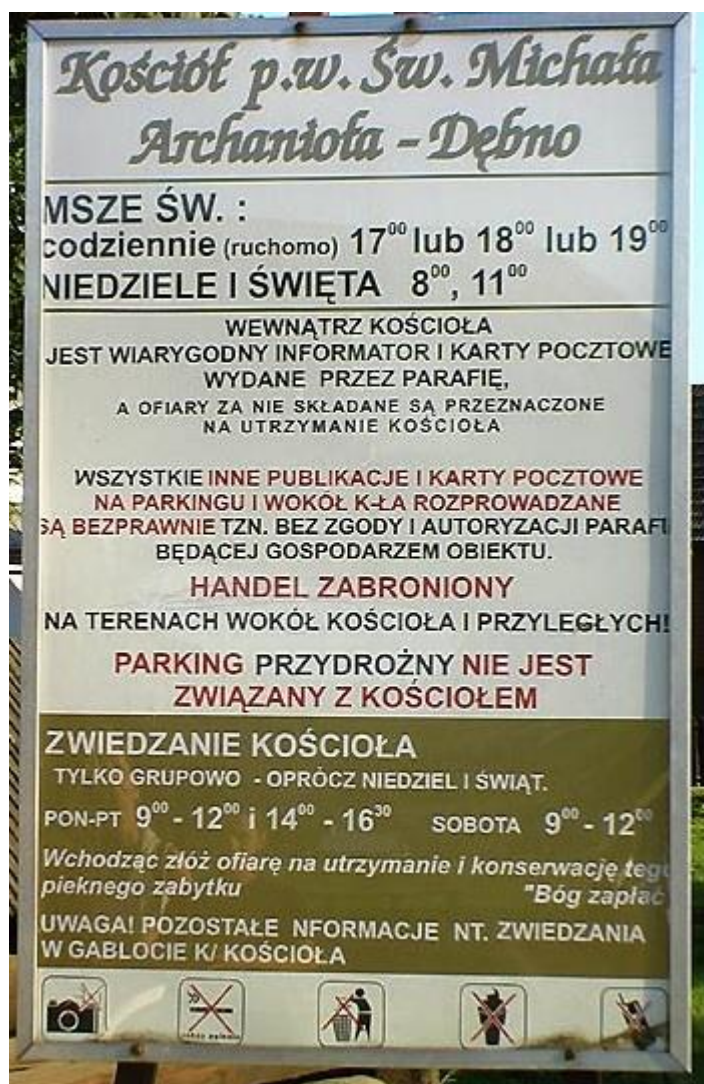 Kościół p.w. Św. Michała
Archanioła - Dębno
MSZE ŚW. :
codziennie (ruchomo) 17⁰⁰ lub 18⁰⁰ lub 19⁰⁰
NIEDZIELE I ŚWIĘTA 8⁰⁰, 11⁰⁰
WEWNĄTRZ KOŚCIOŁA
JEST WIARYGODNY INFORMATOR I KARTY POCZTOWE
WYDANE PRZEZ PARAFIĘ,
A OFIARY ZA NIE SKŁADANE SĄ PRZEZNACZONE
NA UTRZYMANIE KOŚCIOŁA
WSZYSTKIE INNE PUBLIKACJE I KARTY POCZTOWE
NA PARKINGU I WOKÓŁ K-ŁA ROZPROWADZANE
SĄ BEZPRAWNIE TZN. BEZ ZGODY I AUTORYZACJI PARAFI
BĘDĄCEJ GOSPODARZEM OBIEKTU.
HANDEL ZABRONIONY
NA TERENACH WOKÓŁ KOŚCIOŁA I PRZYLEGŁYCH!
PARKING PRZYDROŻNY NIE JEST
ZWIĄZANY Z KOŚCIOŁEM
ZWIEDZANIE KOŚCIOŁA
TYLKO GRUPOWO - OPRÓCZ NIEDZIEL I ŚWIĄT.
PON-PT 9⁰⁰ - 12⁰⁰ i 14⁰⁰ - 16³⁰ SOBOTA 9⁰⁰ - 12⁰⁰
Wchodząc złóż ofiarę na utrzymanie i konserwację tego
pieknego zabytku "Bóg zapłać
UWAGA! POZOSTAŁE NFORMACJE NT. ZWIEDZANIA
W GABLOCIE K/ KOŚCIOŁA